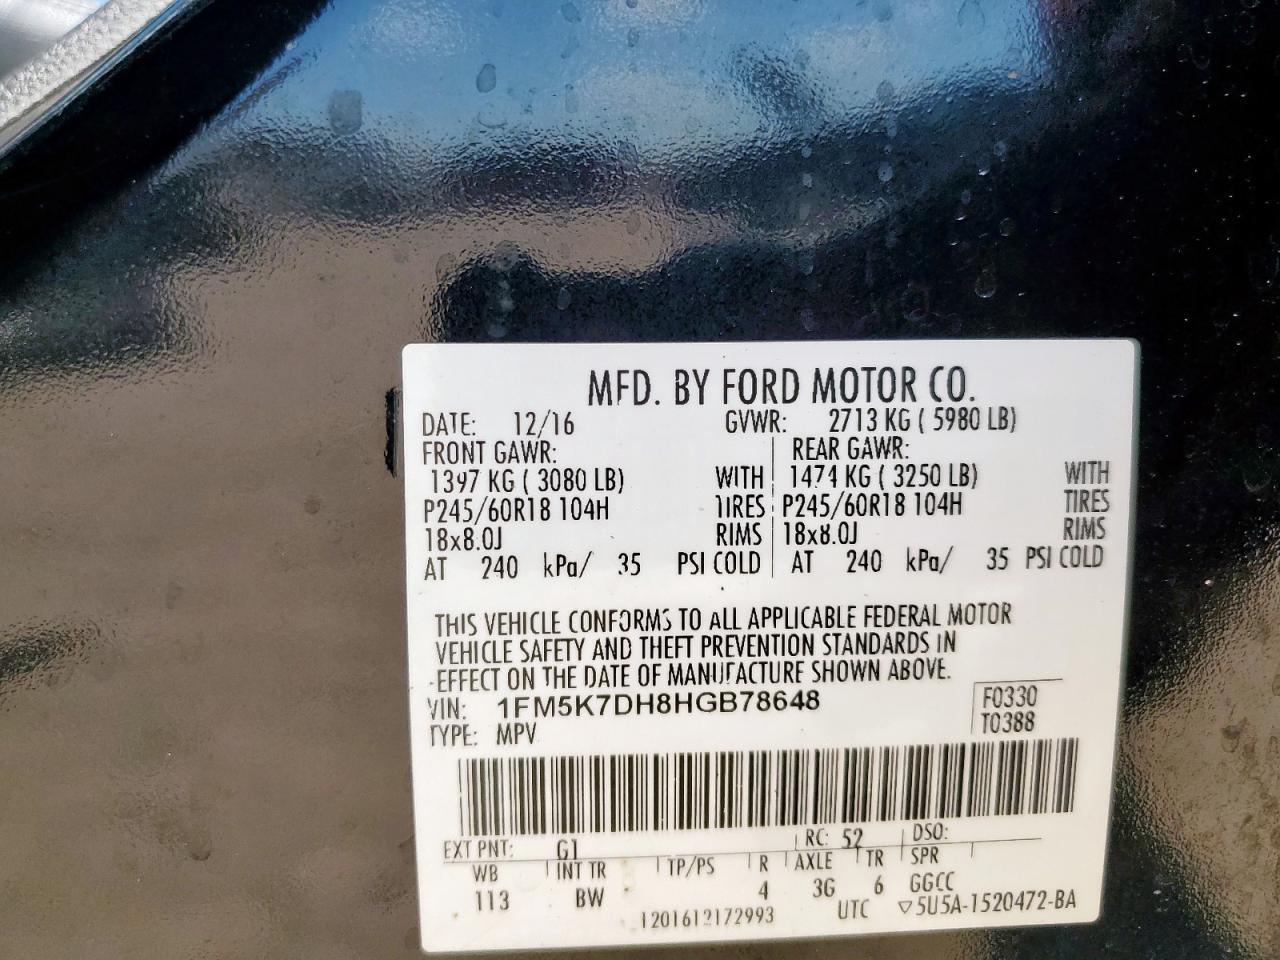 MFD. BY FORD MOTOR CO.
DATE: 12/16 GVWR: 2713 KG ( 5980 LB)
FRONT GAWR: REAR GAWR:
1397 KG ( 3080 LB) WITH 1474 KG ( 3250 LB) WITH
P245/60R18 104H TIRES P245/60R18 104H TIRES
18x8.0J RIMS 18x8.0J RIMS
AT 240 kPa/ 35 PSI COLD AT 240 kPa/ 35 PSI COLD
THIS VEHICLE CONFORMS TO ALL APPLICABLE FEDERAL MOTOR
VEHICLE SAFETY AND THEFT PREVENTION STANDARDS IN
EFFECT ON THE DATE OF MANUFACTURE SHOWN ABOVE.
VIN: 1FM5K7DH8HGB78648 F0330
TYPE: MPV T0388
EXT PNT: G1 RC: 52 DSO:
WB INT TR TP/PS R AXLE TR SPR
113 BW 4 3G 6 GGCC
1201612172993 UTC ▽5U5A-1520472-BA